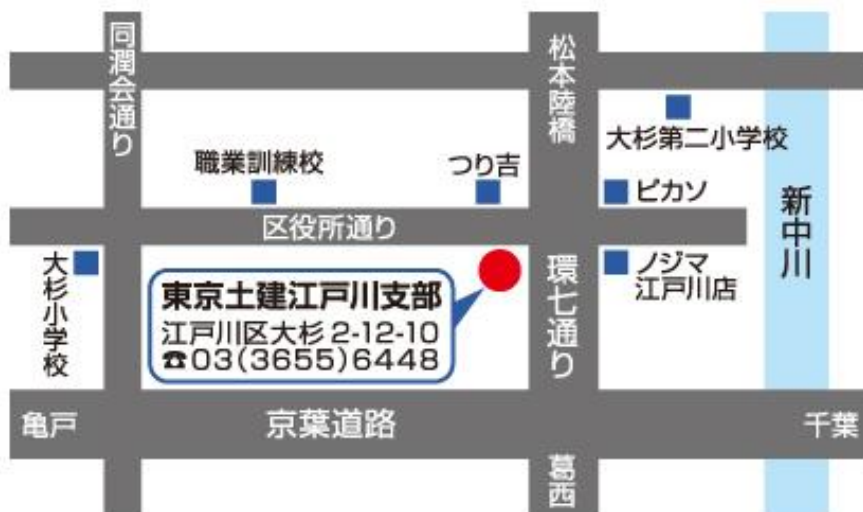 同潤会通り
松本陸橋
大杉第二小学校
職業訓練校
つり吉
ピカソ
新中川
区役所通り
大杉小学校
東京土建江戸川支部
江戸川区大杉2-12-10
☎03(3655)6448
環七通り
ノジマ
江戸川店
亀戸
京葉道路
千葉
葛西